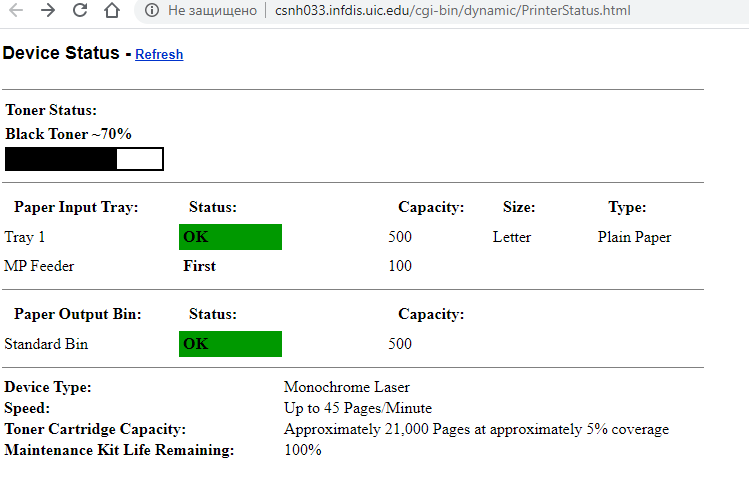 Не защищено | csnh033.infdis.uic.edu/cgi-bin/dynamic/PrinterStatus.html
Device Status - Refresh
Toner Status:
Black Toner ~70%
Paper Input Tray: Status: Capacity: Size: Type:
Tray 1 OK 500 Letter Plain Paper
MP Feeder First 100
Paper Output Bin: Status: Capacity:
Standard Bin OK 500
Device Type: Monochrome Laser
Speed: Up to 45 Pages/Minute
Toner Cartridge Capacity: Approximately 21,000 Pages at approximately 5% coverage
Maintenance Kit Life Remaining: 100%